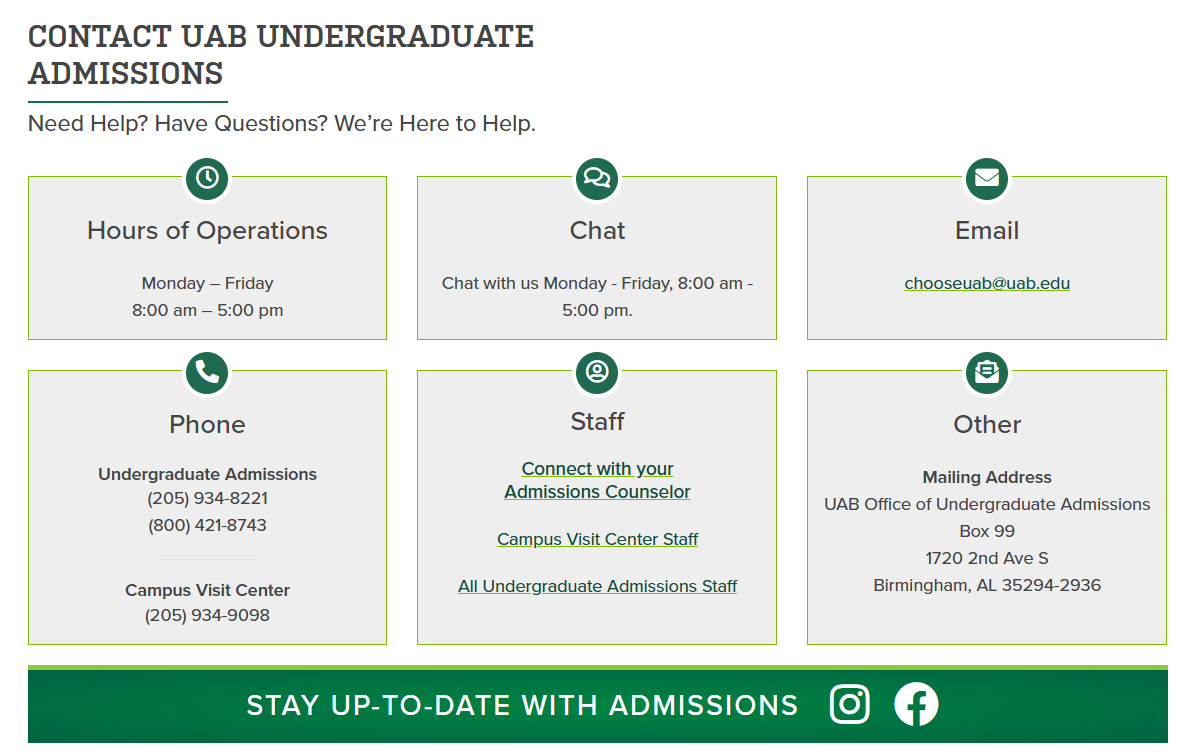 CONTACT UAB UNDERGRADUATE
ADMISSIONS
Need Help? Have Questions? We’re Here to Help.
Hours of Operations
Monday – Friday
8:00 am – 5:00 pm
Chat
Chat with us Monday - Friday, 8:00 am -
5:00 pm.
Email
chooseuab@uab.edu
Phone
Undergraduate Admissions
(205) 934-8221
(800) 421-8743
Campus Visit Center
(205) 934-9098
Staff
Connect with your
Admissions Counselor
Campus Visit Center Staff
All Undergraduate Admissions Staff
Other
Mailing Address
UAB Office of Undergraduate Admissions
Box 99
1720 2nd Ave S
Birmingham, AL 35294-2936
STAY UP-TO-DATE WITH ADMISSIONS